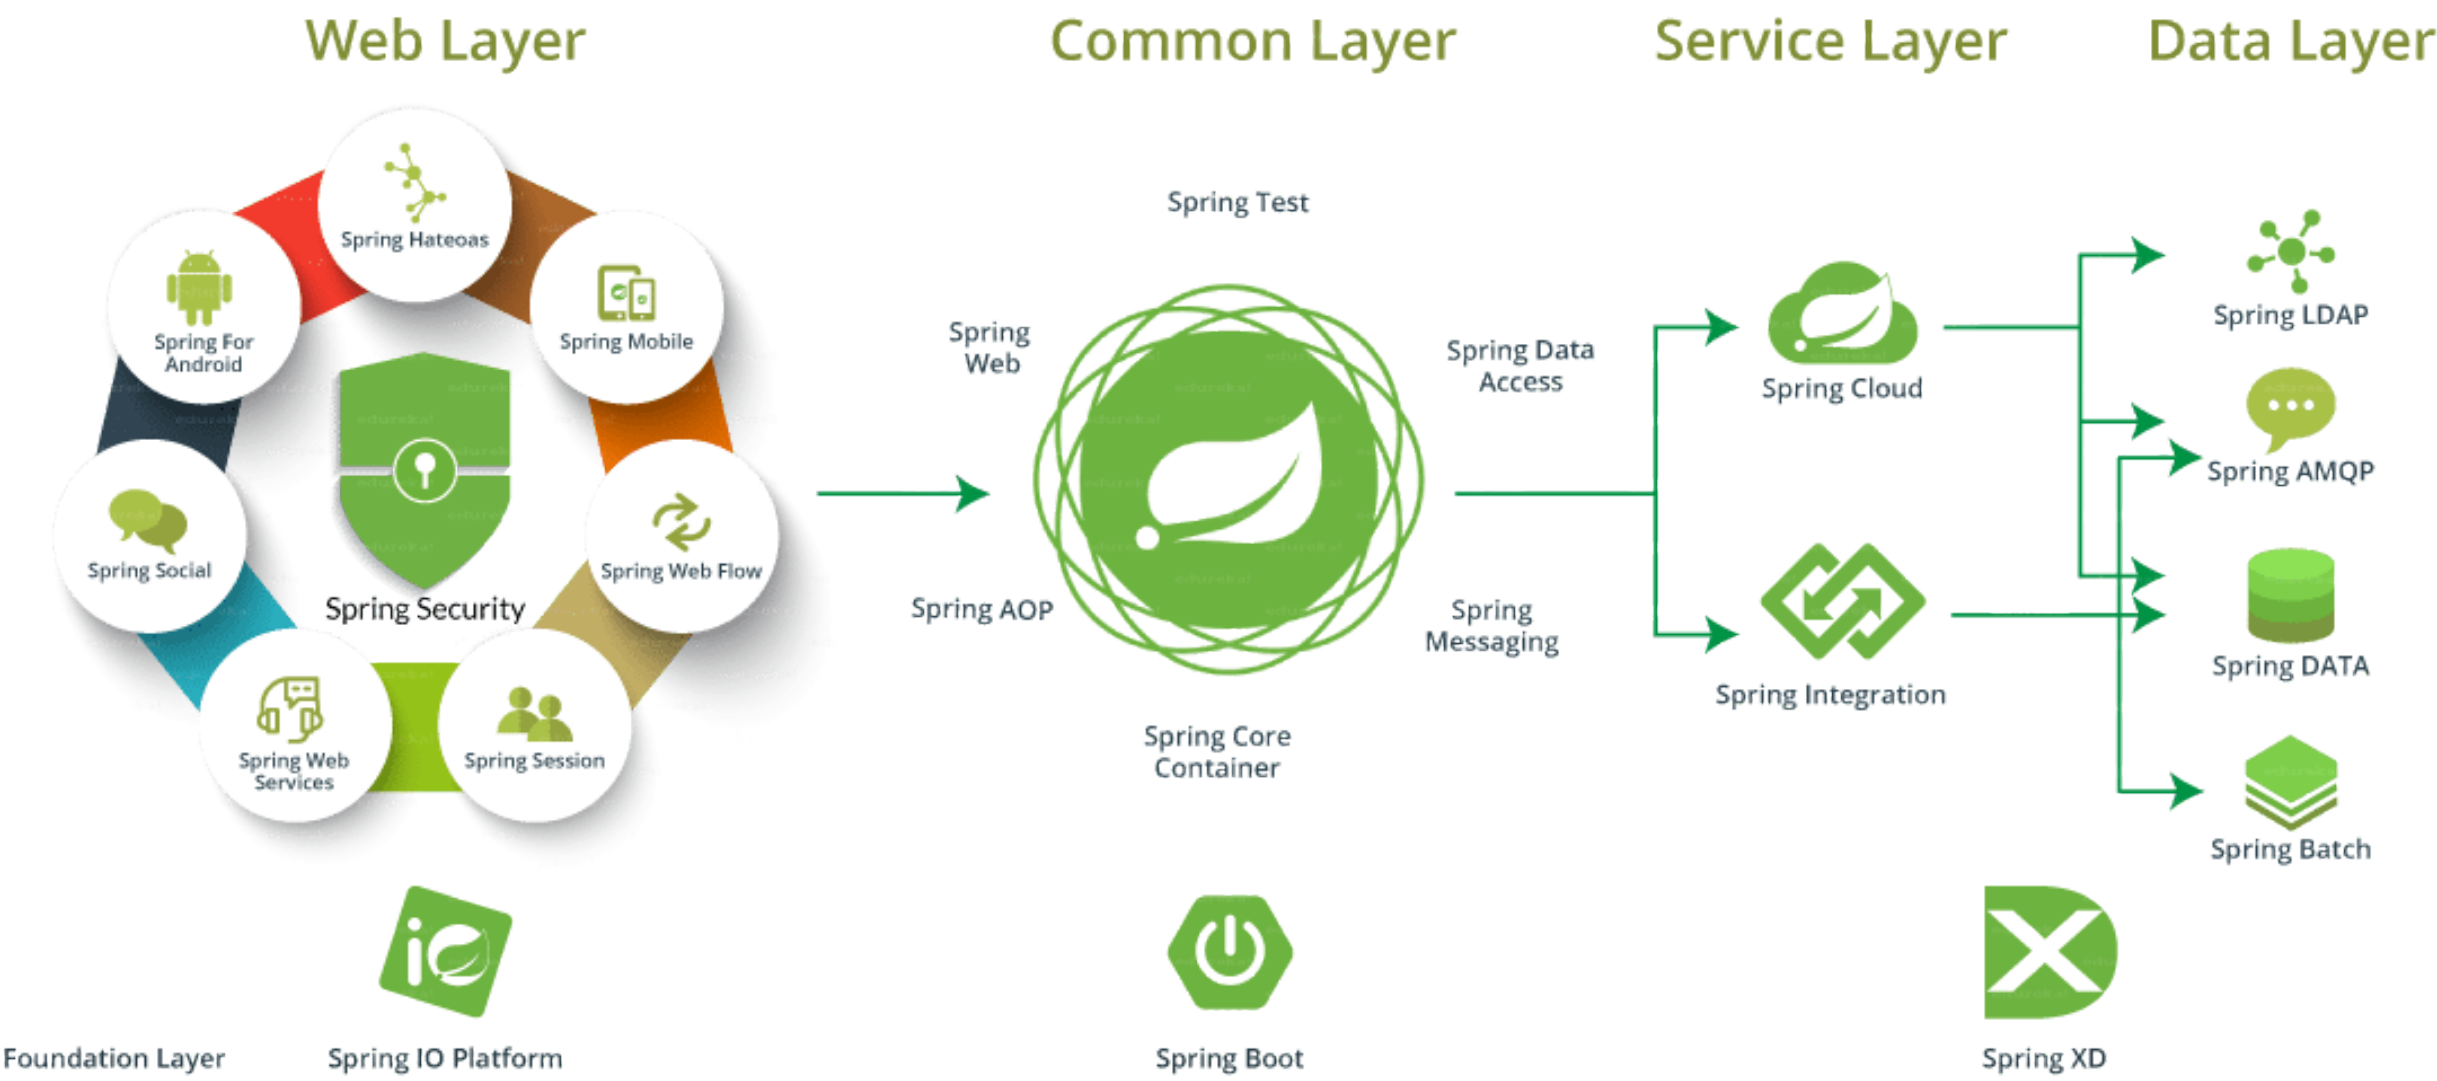 Web Layer
Common Layer
Service Layer
Data Layer
Spring Hateoas
Spring For
Android
Spring Mobile
Spring Social
Spring Web Flow
Spring Security
Spring Web
Services
Spring Session
Spring Test
Spring
Web
Spring Data
Access
Spring AOP
Spring
Messaging
Spring Core
Container
Spring Cloud
Spring Integration
Spring LDAP
Spring AMQP
Spring DATA
Spring Batch
Foundation Layer
Spring IO Platform
Spring Boot
Spring XD